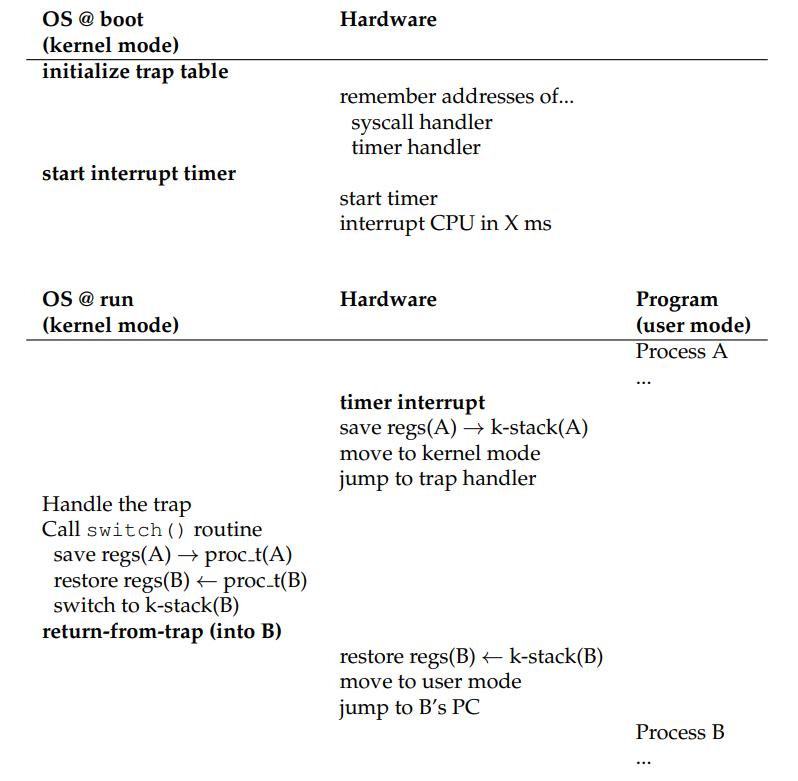 OS @ boot Hardware
(kernel mode)
initialize trap table
remember addresses of...
syscall handler
timer handler
start interrupt timer
start timer
interrupt CPU in X ms
OS @ run Hardware Program
(kernel mode) (user mode)
Process A
...
timer interrupt
save regs(A) → k-stack(A)
move to kernel mode
jump to trap handler
Handle the trap
Call switch() routine
save regs(A) → proc_t(A)
restore regs(B) ← proc_t(B)
switch to k-stack(B)
return-from-trap (into B)
restore regs(B) ← k-stack(B)
move to user mode
jump to B's PC
Process B
...